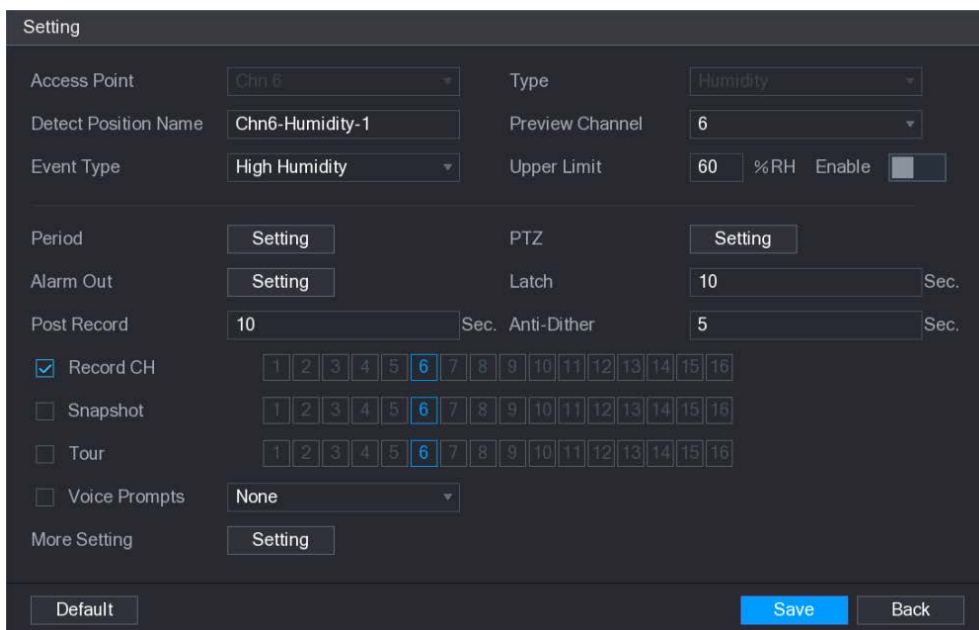 Setting
Access Point Chn 6 Type Humidity
Detect Position Name Chn6-Humidity-1 Preview Channel 6
Event Type High Humidity Upper Limit 60 %RH Enable
Period Setting PTZ Setting
Alarm Out Setting Latch 10 Sec.
Post Record 10 Sec. Anti-Dither 5 Sec.
Record CH 1 2 3 4 5 6 7 8 9 10 11 12 13 14 15 16
Snapshot 1 2 3 4 5 6 7 8 9 10 11 12 13 14 15 16
Tour 1 2 3 4 5 6 7 8 9 10 11 12 13 14 15 16
Voice Prompts None
More Setting Setting
Default Save Back